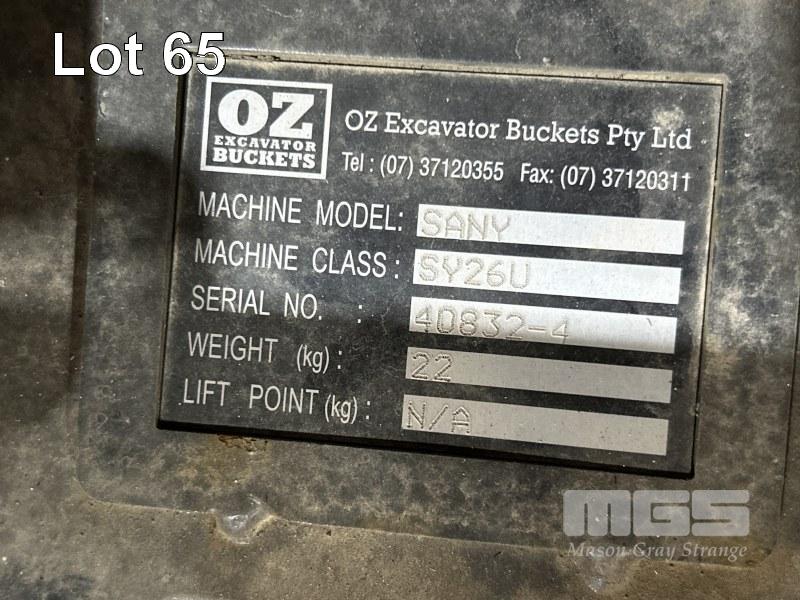 Lot 65
OZ
EXCAVATOR
BUCKETS
OZ Excavator Buckets Pty Ltd
Tel : (07) 37120355 Fax: (07) 37120311
MACHINE MODEL: SANY
MACHINE CLASS : SY26U
SERIAL NO. : 40832-4
WEIGHT (kg) : 22
LIFT POINT (kg) : N/A
MGS
Mason Gray Strange